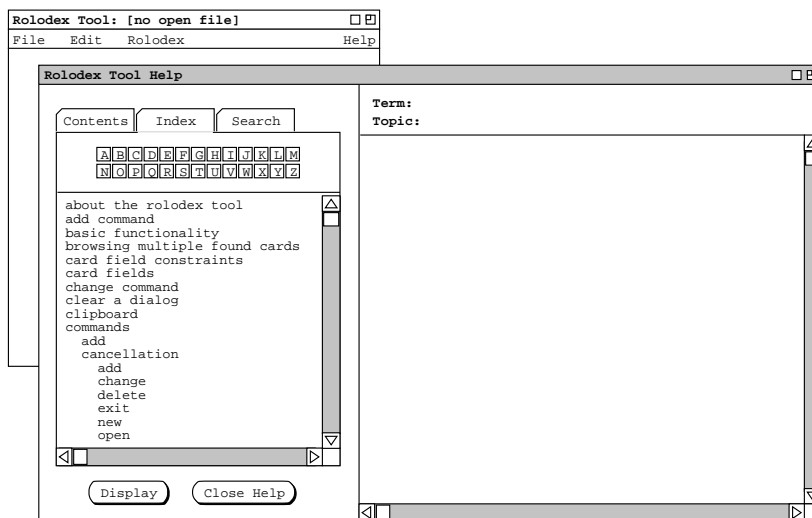 Rolodex Tool: [no open file]
File Edit Rolodex Help
Rolodex Tool Help
Contents Index Search
A B C D E F G H I J K L M
N O P Q R S T U V W X Y Z
about the rolodex tool
add command
basic functionality
browsing multiple found cards
card field constraints
card fields
change command
clear a dialog
clipboard
commands
add
cancellation
add
change
delete
exit
new
open
Display Close Help
Term:
Topic: